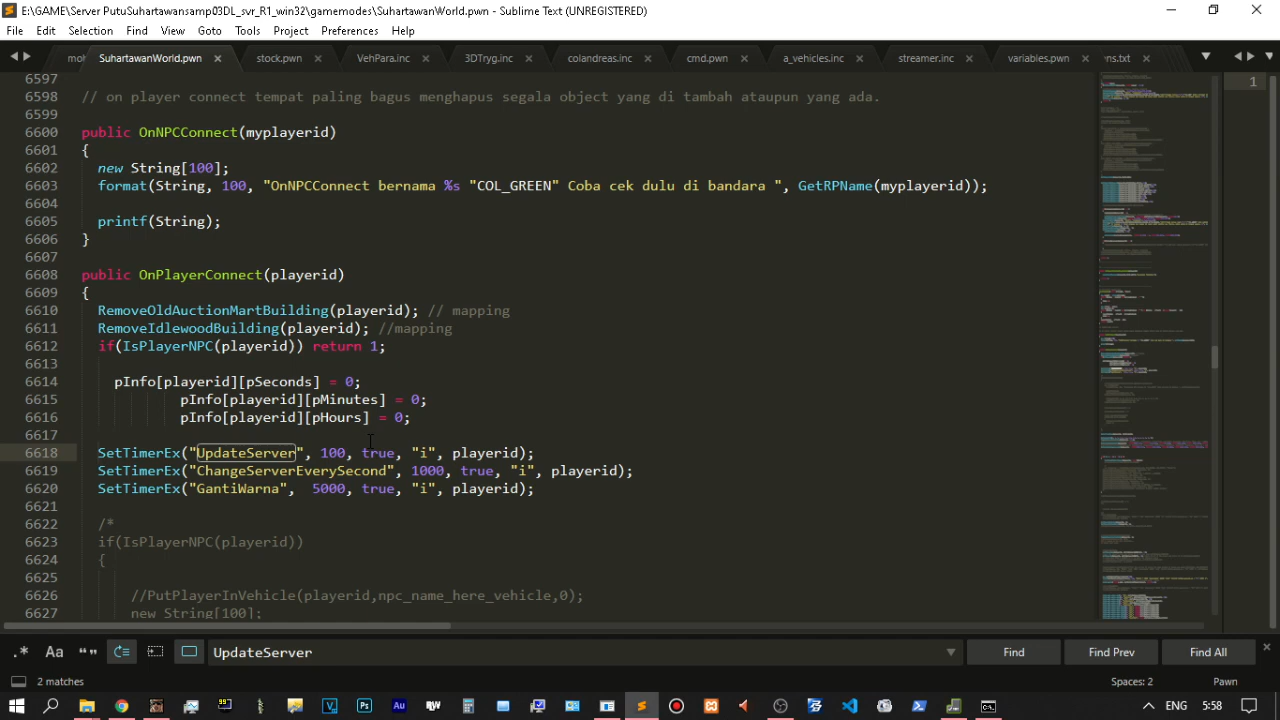 E:\GAME\Server PutuSuhartawansamp03DL_svr_R1_win32\gamemodes\SuhartawanWorld.pwn - Sublime Text (UNREGISTERED)
File Edit Selection Find View Goto Tools Project Preferences Help
SuhartawanWorld.pwn stock.pwn VehPara.inc 3DTryg.inc colandreas.inc cmd.pwn a_vehicles.inc streamer.inc variables.pwn ns.txt
6597
6598 // on player connect tempat paling bagus menghapus segala object yang di tambah ataupun yang ada.
6599
6600 public OnNPCConnect(myplayerid)
6601 {
6602 new String[100];
6603 format(String, 100, "OnNPCConnect bernama %s "COL_GREEN" Coba cek dulu di bandara ", GetRPName(myplayerid));
6604
6605 printf(String);
6606 }
6607
6608 public OnPlayerConnect(playerid)
6609 {
6610 RemoveOldAuctionMartBuilding(playerid); // mapping
6611 RemoveIdlewoodBuilding(playerid); //mapping
6612 if(IsPlayerNPC(playerid)) return 1;
6613
6614 pInfo[playerid][pSeconds] = 0;
6615 pInfo[playerid][pMinutes] = 0;
6616 pInfo[playerid][pHours] = 0;
6617
6618 SetTimerEx("UpdateServer", 100, true, "i", playerid);
6619 SetTimerEx("ChangeServerEverySecond", 1000, true, "i", playerid);
6620 SetTimerEx("GantiWarna", 5000, true, "i", playerid);
6621
6622 /*
6623 if(IsPlayerNPC(playerid))
6624 {
6625
6626 //PutPlayerInVehicle(playerid,npc_name_here_vehicle,0);
6627 new String[100];
1
.* Aa UpdateServer Find Find Prev Find All
2 matches Spaces: 2 Pawn
ENG 5:58